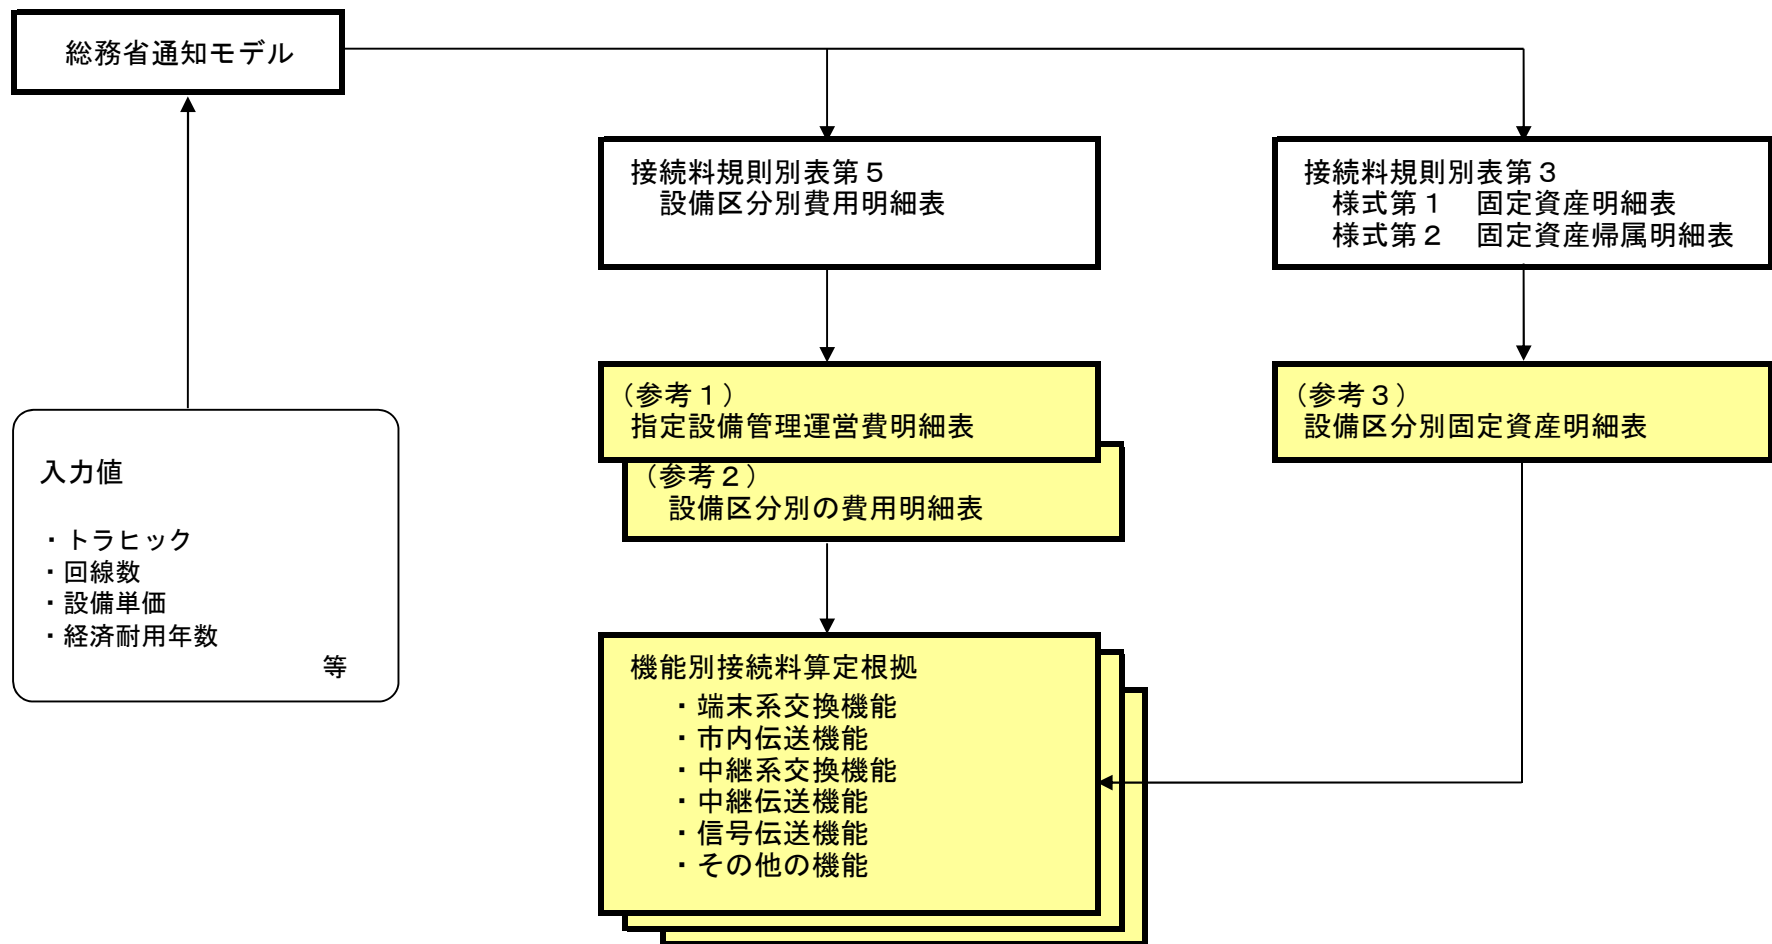 総務省通知モデル
接続料規則別表第５
設備区分別費用明細表
接続料規則別表第３
様式第１　固定資産明細表
様式第２　固定資産帰属明細表
（参考１）
指定設備管理運営費明細表
（参考２）
設備区分別の費用明細表
（参考３）
設備区分別固定資産明細表
入力値
・トラヒック
・回線数
・設備単価
・経済耐用年数
等
機能別接続料算定根拠
・端末系交換機能
・市内伝送機能
・中継系交換機能
・中継伝送機能
・信号伝送機能
・その他の機能